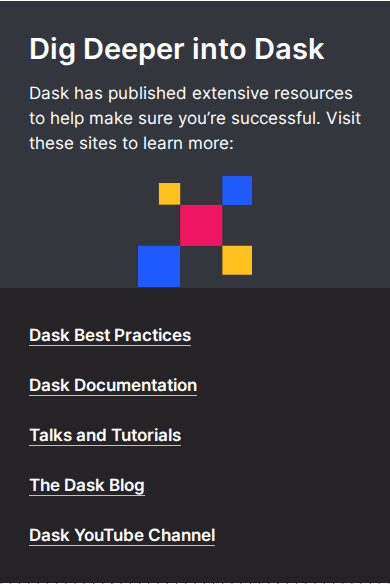 Dig Deeper into Dask
Dask has published extensive resources
to help make sure you’re successful. Visit
these sites to learn more:
Dask Best Practices
Dask Documentation
Talks and Tutorials
The Dask Blog
Dask YouTube Channel